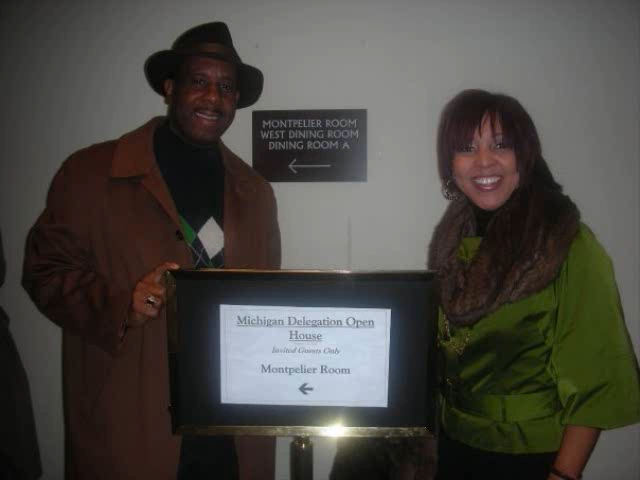 MONTPELIER ROOM
WEST DINING ROOM
DINING ROOM A
Michigan Delegation Open
House
Invited Guests Only
Montpelier Room